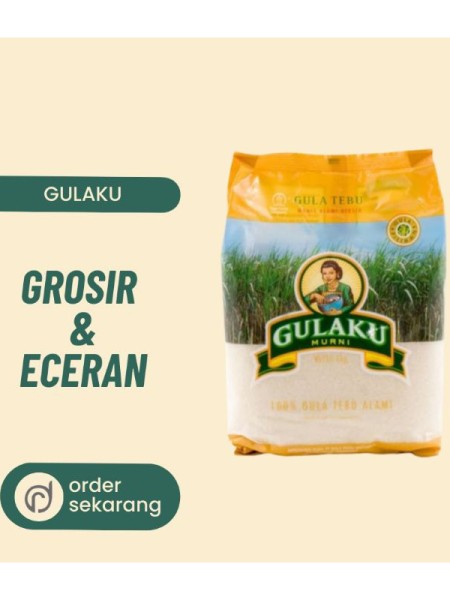 GULAKU
GROSIR
&
ECERAN
order
sekarang
GULA TEBU
GULAKU
MURNI
100% GULA TEBU ALAMI